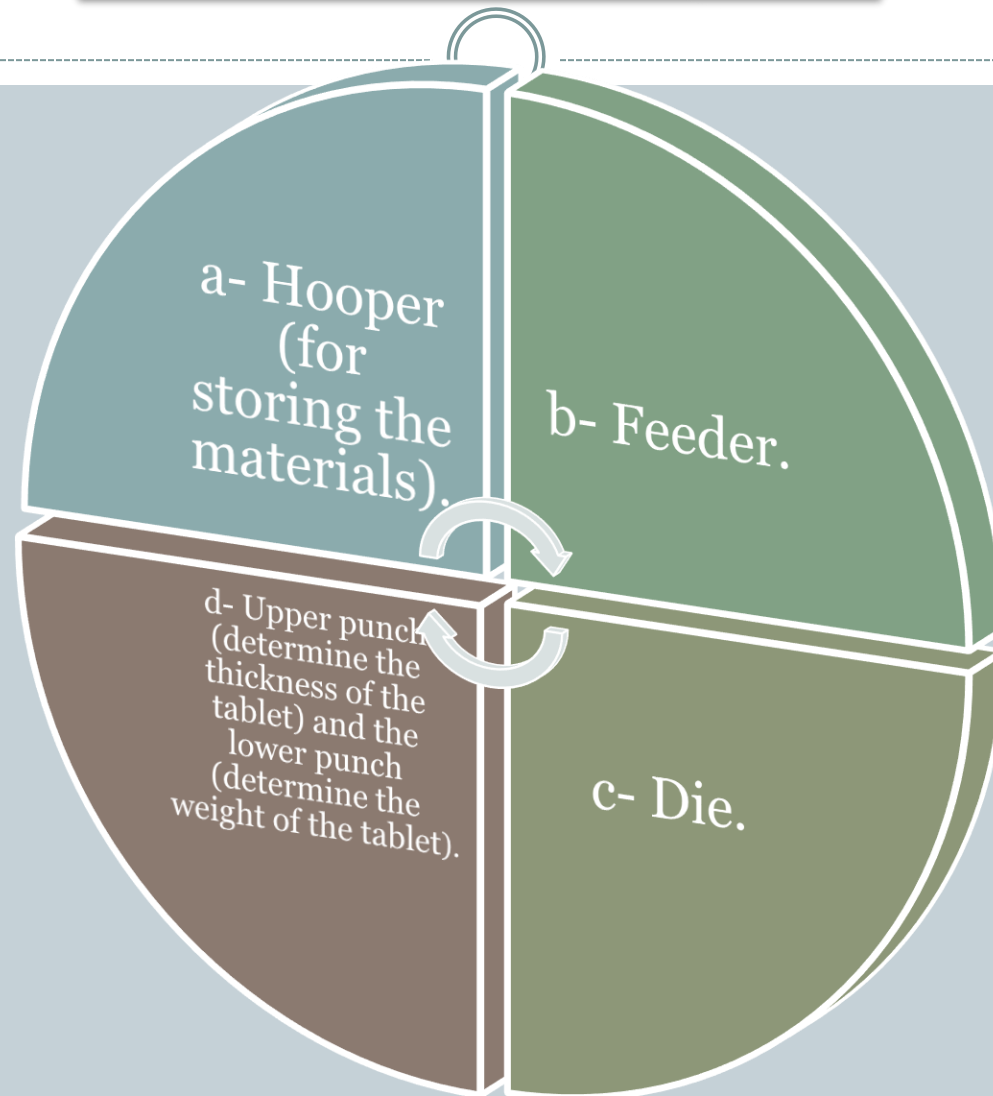 a- Hooper
(for
storing the
materials).
b- Feeder.
c- Die.
d- Upper punch
(determine the
thickness of the
tablet) and the
lower punch
(determine the
weight of the tablet).